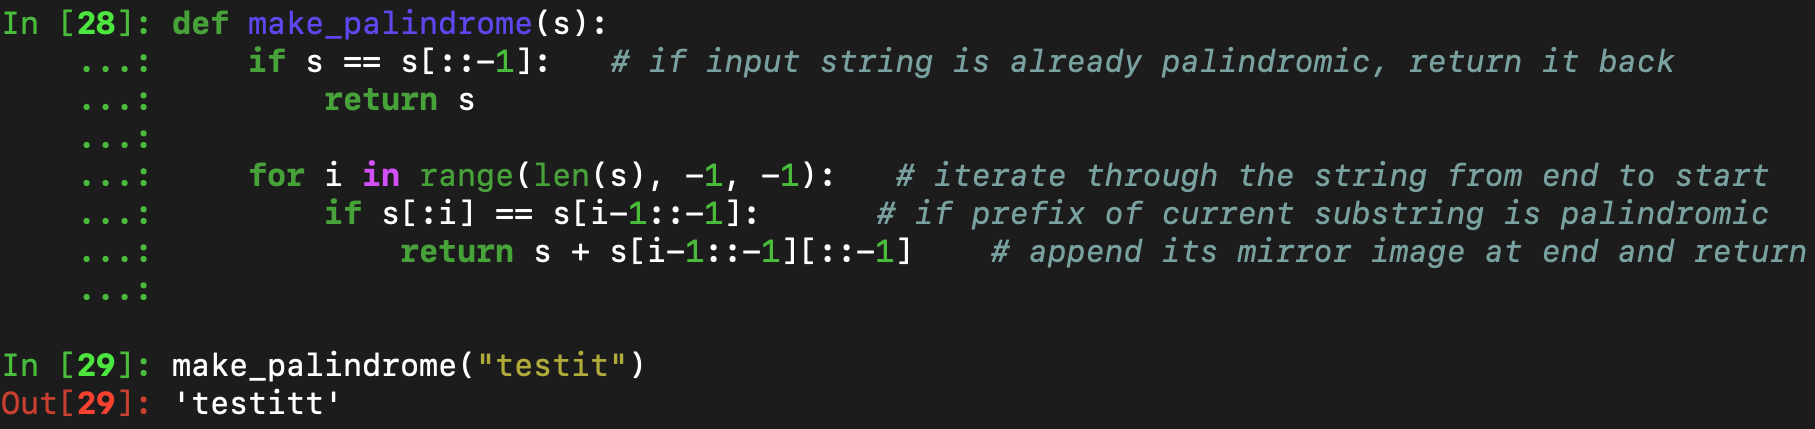 In [28]: def make_palindrome(s):
    ...:     if s == s[::-1]:   # if input string is already palindromic, return it back
    ...:         return s
    ...:
    ...:     for i in range(len(s), -1, -1):   # iterate through the string from end to start
    ...:         if s[:i] == s[i-1::-1]:      # if prefix of current substring is palindromic
    ...:             return s + s[i-1::-1][::-1]    # append its mirror image at end and return
    ...:
In [29]: make_palindrome("testit")
Out[29]: 'testitt'